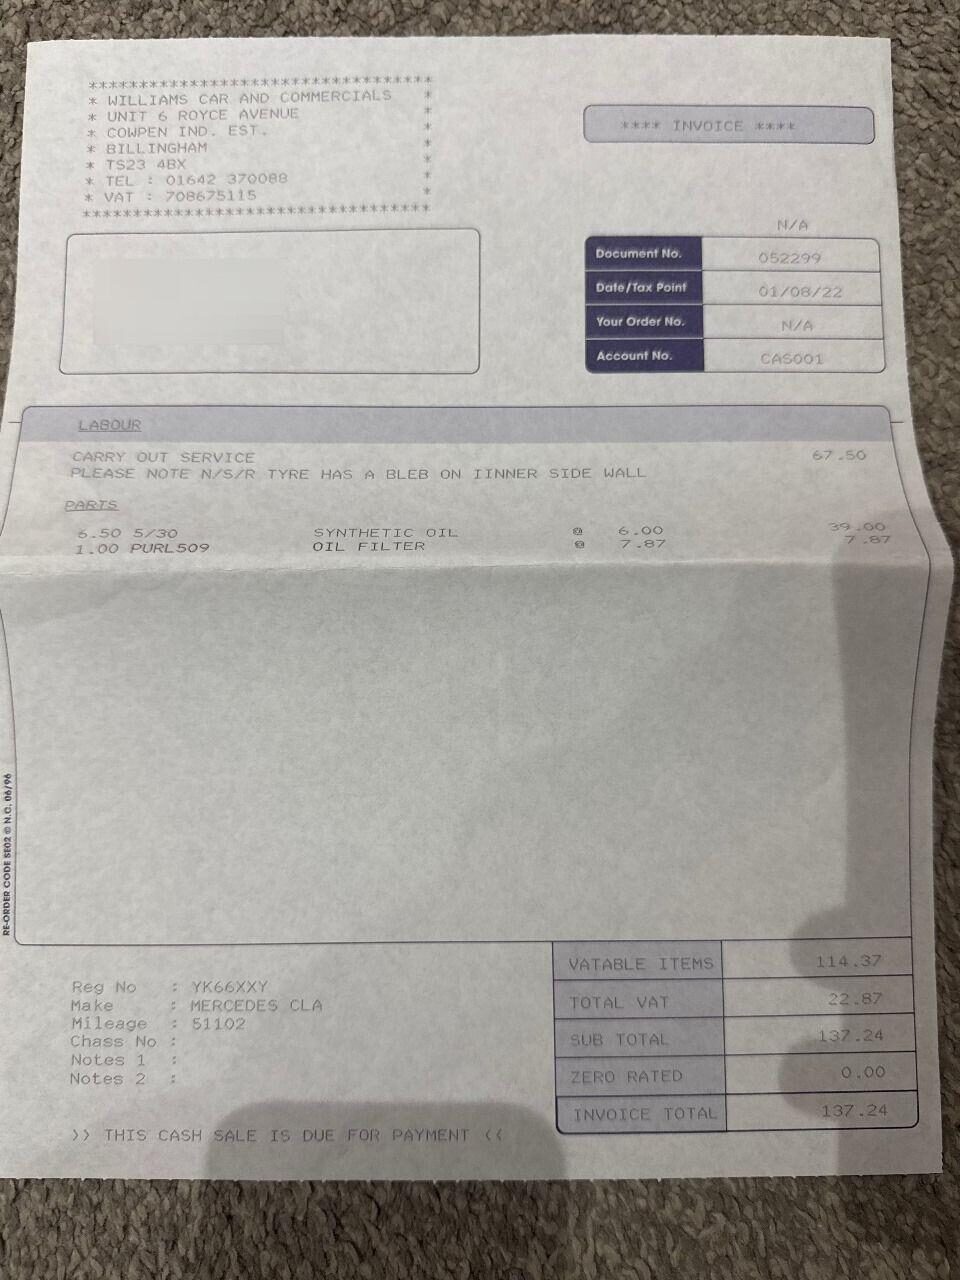 ***********************************
* WILLIAMS CAR AND COMMERCIALS *
* UNIT 6 ROYCE AVENUE *
* COWPEN IND. EST. *
* BILLINGHAM *
* TS23 4BX *
* TEL : 01642 370088 *
* VAT : 708675115 *
***********************************
**** INVOICE ****
N/A
Document No. 052299
Date/Tax Point 01/08/22
Your Order No. N/A
Account No. CAS001
LABOUR
CARRY OUT SERVICE 67.50
PLEASE NOTE N/S/R TYRE HAS A BLEB ON IINNER SIDE WALL
PARTS
6.50 5/30 SYNTHETIC OIL @ 6.00 39.00
1.00 PURL509 OIL FILTER @ 7.87 7.87
RE-ORDER CODE SE02 © N.C. 06/96
VATABLE ITEMS 114.37
TOTAL VAT 22.87
SUB TOTAL 137.24
ZERO RATED 0.00
INVOICE TOTAL 137.24
Reg No : YK66XXY
Make : MERCEDES CLA
Mileage : 51102
Chass No :
Notes 1 :
Notes 2 :
>> THIS CASH SALE IS DUE FOR PAYMENT <<